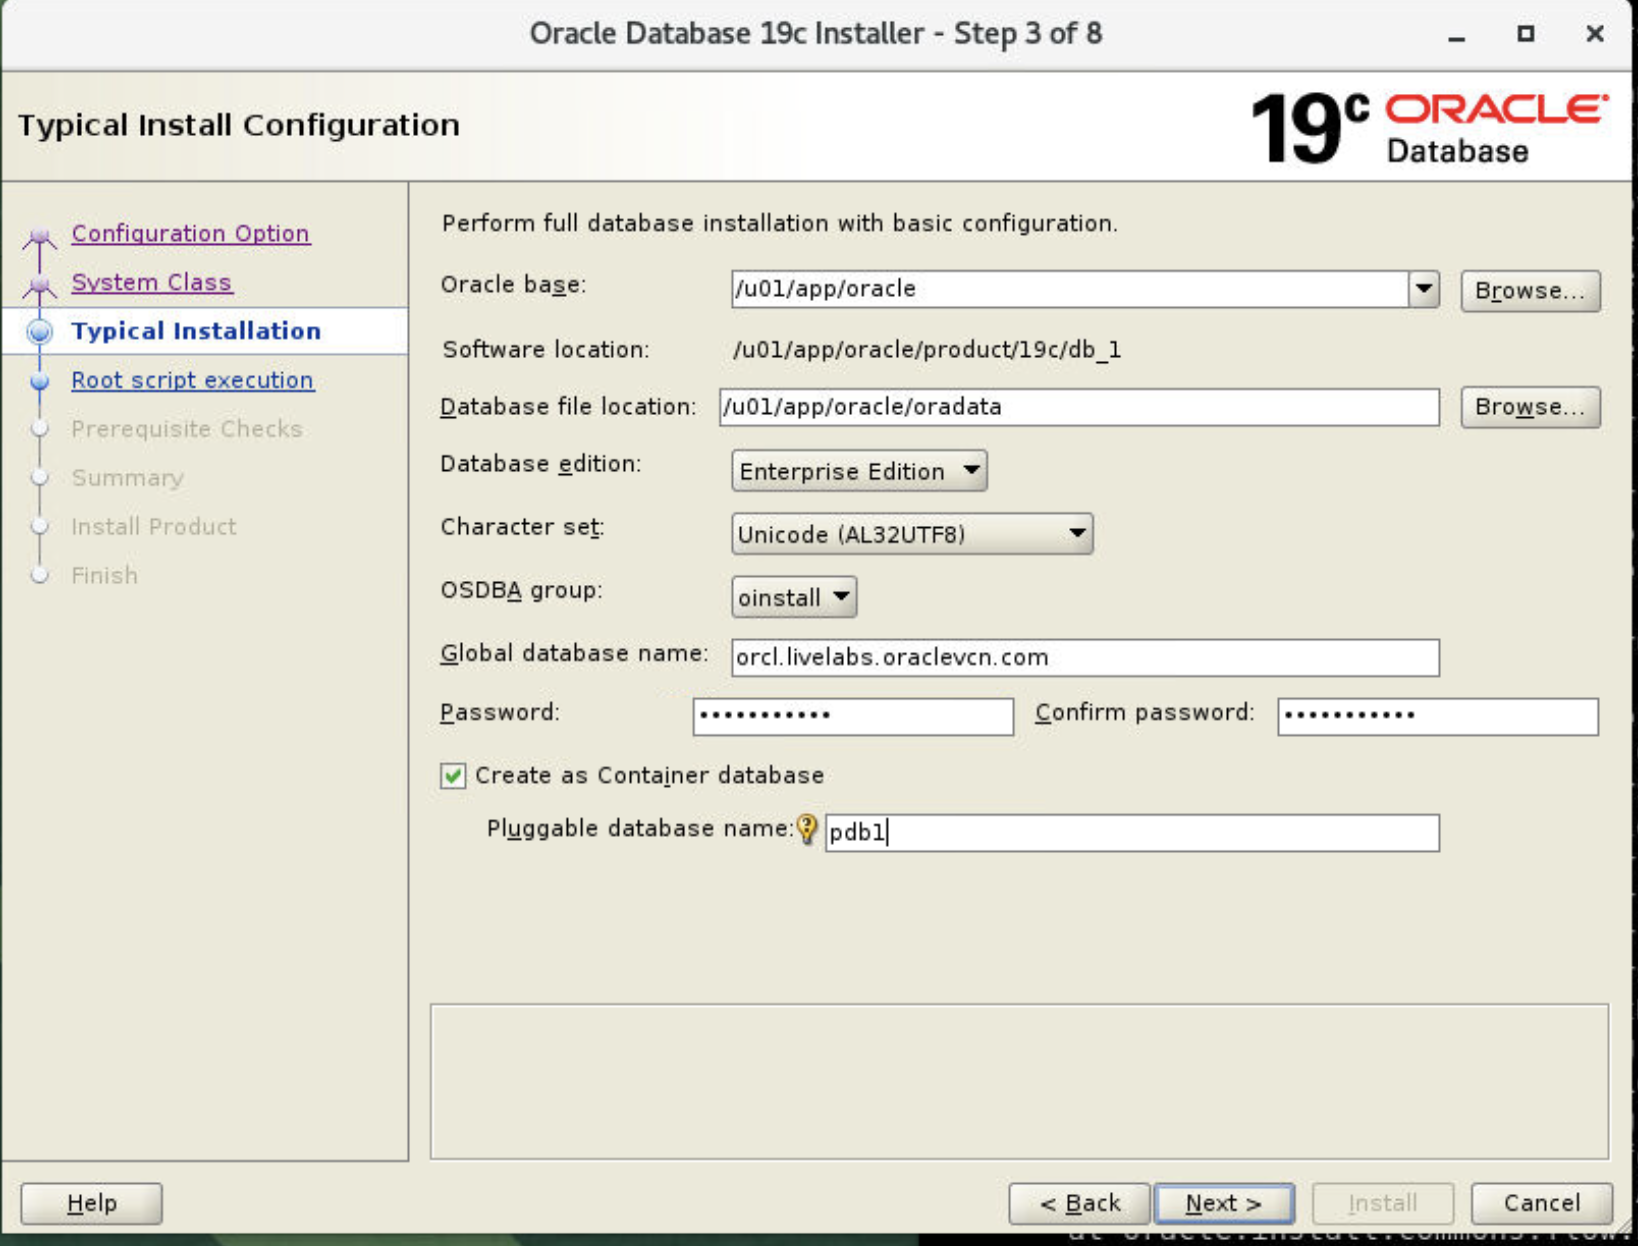 Oracle Database 19c Installer - Step 3 of 8
Typical Install Configuration
19c ORACLE
Database
Configuration Option
System Class
Typical Installation
Root script execution
Prerequisite Checks
Summary
Install Product
Finish
Perform full database installation with basic configuration.
Oracle base: /u01/app/oracle Browse...
Software location: /u01/app/oracle/product/19c/db_1
Database file location: /u01/app/oracle/oradata Browse...
Database edition: Enterprise Edition
Character set: Unicode (AL32UTF8)
OSDBA group: oinstall
Global database name: orcl.livelabs.oraclevcn.com
Password: ••••••••••• Confirm password: •••••••••••
Create as Container database
Pluggable database name: pdb1
Help < Back Next > Install Cancel